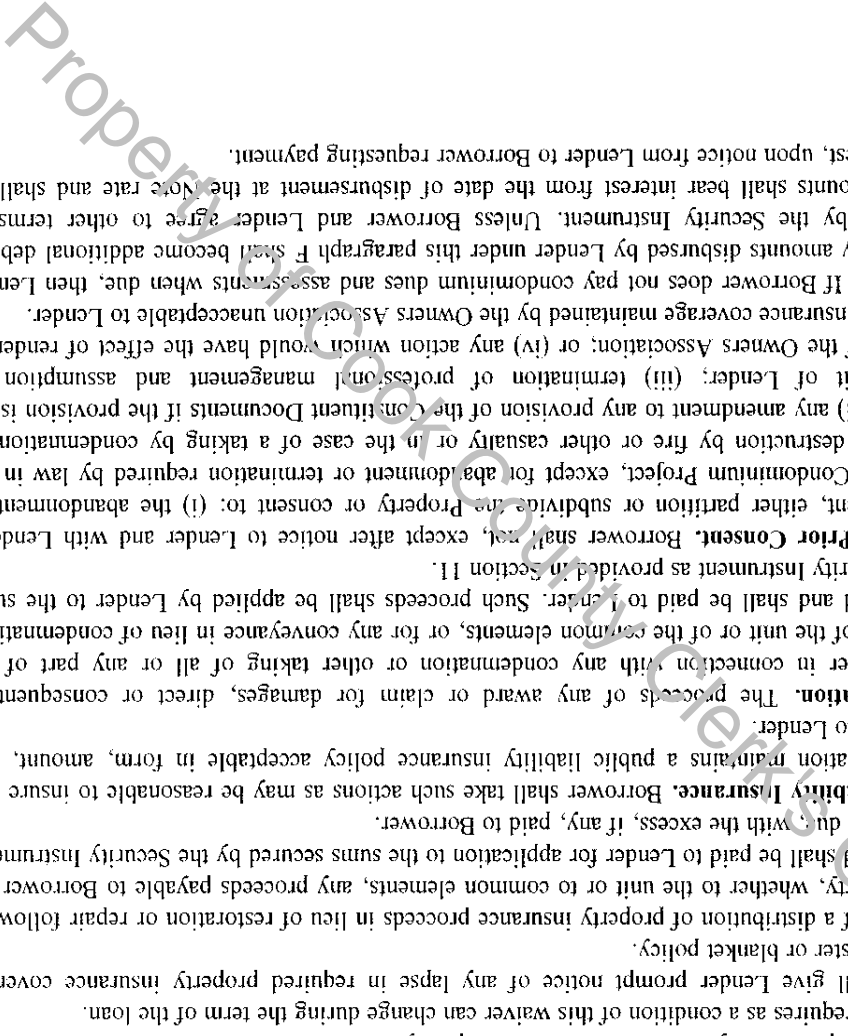 requires as a condition of this waiver can change during the term of the loan.
ll give Lender prompt notice of any lapse in required property insurance cover
ster or blanket policy.
f a distribution of property insurance proceeds in lieu of restoration or repair follow
ty, whether to the unit or to common elements, any proceeds payable to Borrower
d shall be paid to Lender for application to the sums secured by the Security Instrume
due, with the excess, if any, paid to Borrower.
bility Insurance. Borrower shall take such actions as may be reasonable to insure
iation maintains a public liability insurance policy acceptable in form, amount,
o Lender.
ation. The proceeds of any award or claim for damages, direct or consequent
er in connection with any condemnation or other taking of all or any part of
of the unit or of the common elements, or for any conveyance in lieu of condemnati
d and shall be paid to Lender. Such proceeds shall be applied by Lender to the su
rity Instrument as provided in Section 11.
Prior Consent. Borrower shall not, except after notice to Lender and with Lende
ent, either partition or subdivide the Property or consent to: (i) the abandonment
Condominium Project, except for abandonment or termination required by law in
destruction by fire or other casualty or in the case of a taking by condemnation
) any amendment to any provision of the Constituent Documents if the provision is
it of Lender; (iii) termination of professional management and assumption
f the Owners Association; or (iv) any action which would have the effect of render
insurance coverage maintained by the Owners Association unacceptable to Lender.
If Borrower does not pay condominium dues and assessments when due, then Len
y amounts disbursed by Lender under this paragraph F shall become additional deb
by the Security Instrument. Unless Borrower and Lender agree to other terms
ounts shall bear interest from the date of disbursement at the Note rate and shall
est, upon notice from Lender to Borrower requesting payment.
Property of Cook County Clerk's